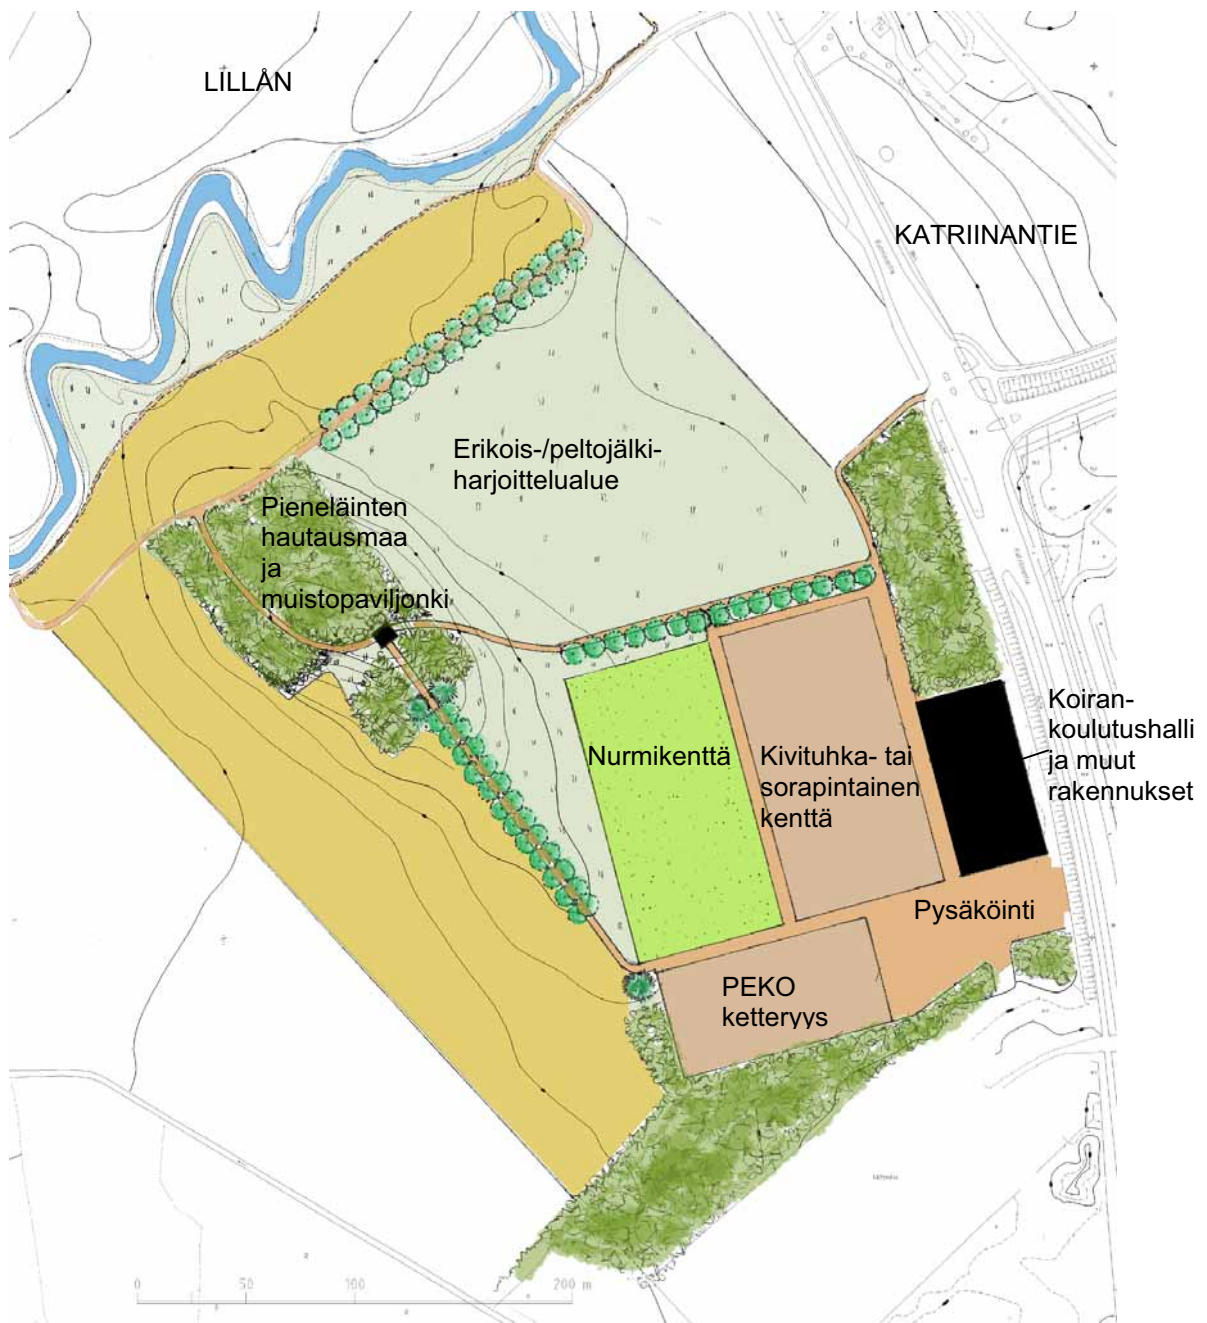 LILLÅN
KATRIINANTIE
Erikois-/peltojälki-
harjoittelualue
Pieneläinten
hautausmaa
ja
muistopaviljonki
Nurmikenttä
Kivituhka- tai
sorapintainen
kenttä
Koiran-
koulutushalli
ja muut
rakennukset
Pysäköinti
PEKO
ketteryys
0 50 100 200 m